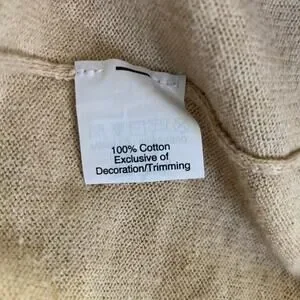 100% Cotton
Exclusive of
Decoration/Trimming